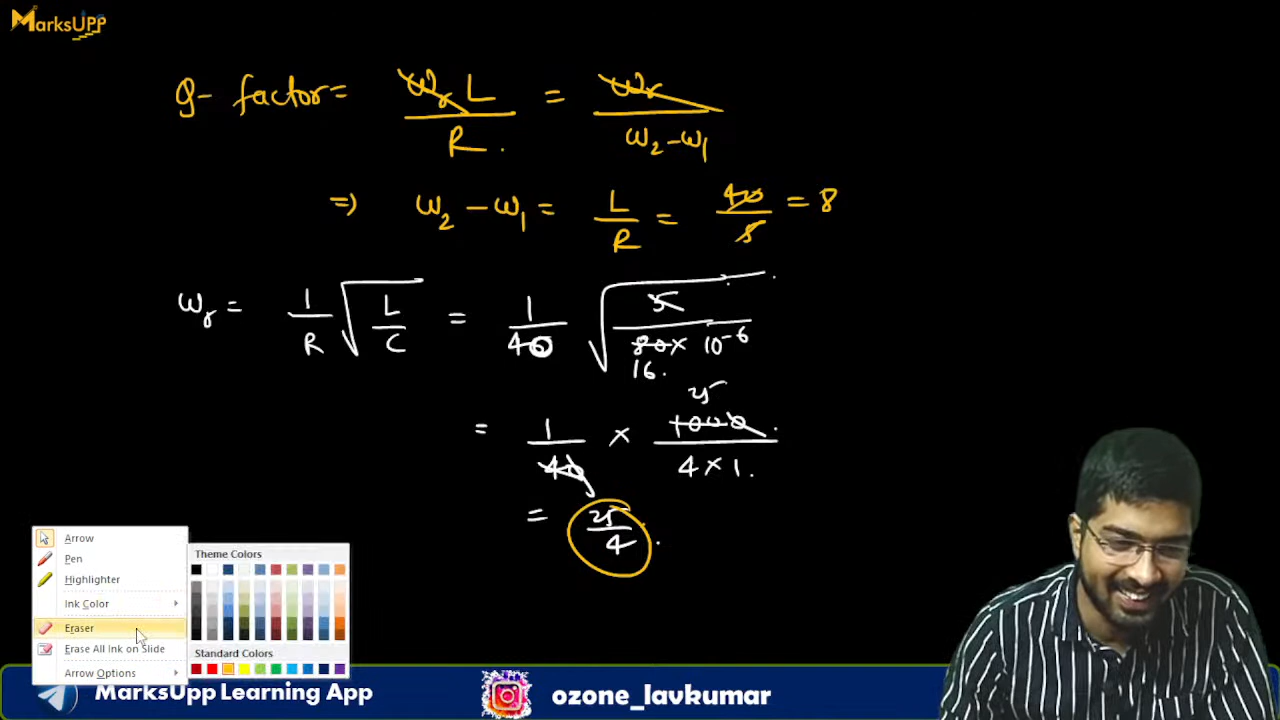 MarksUPP
Q- factor = ωr L / R = ωr / ω2-ω1
⇒ ω2 - ω1 = L / R = 40 / 5 = 8
ωr = 1 / R √ L / C = 1 / 40 √ 5 / 80 × 10-6
16.
25
= 1 / 40 × 1000 / 4 × 1.
= 25 / 4 .
Arrow
Pen
Highlighter
Ink Color
Eraser
Erase All Ink on Slide
Arrow Options
Theme Colors
Standard Colors
MarksUpp Learning App
ozone_lavkumar